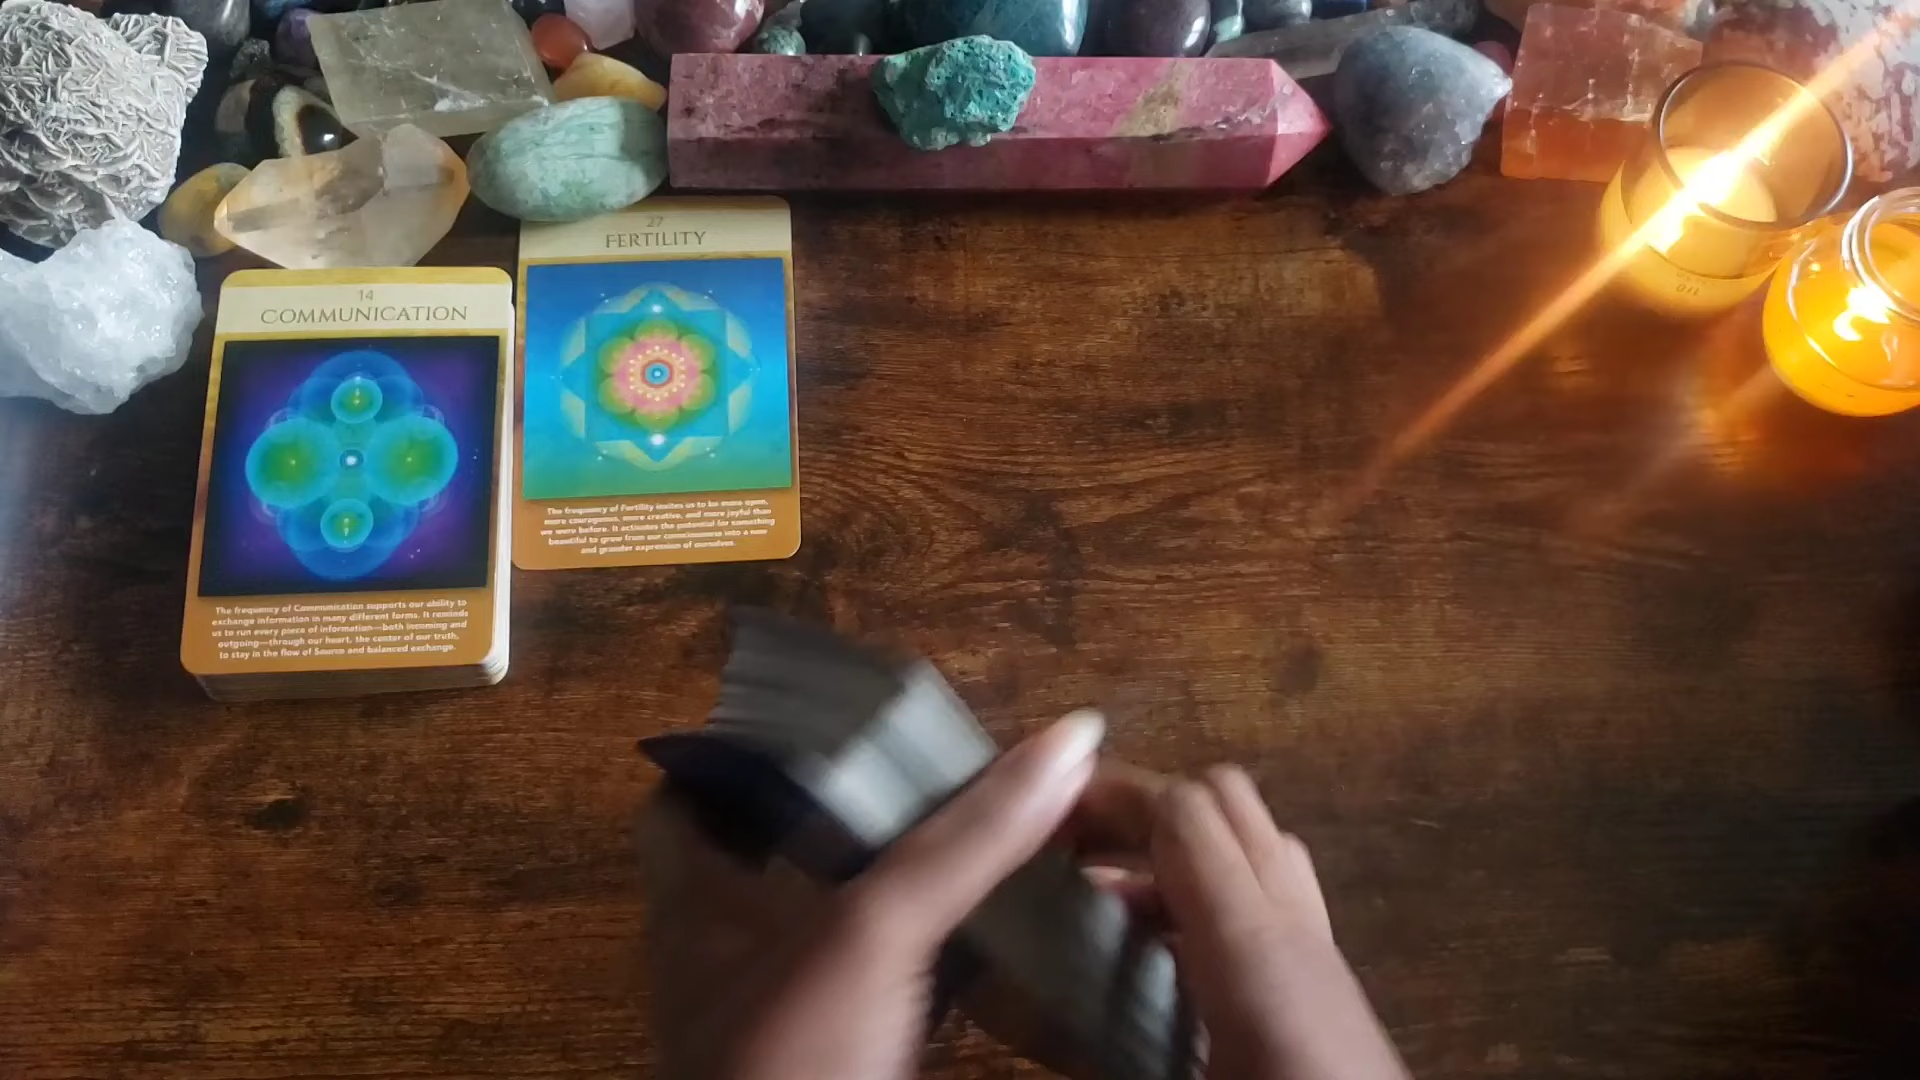 14
COMMUNICATION
The frequency of Communication supports our ability to
exchange information in many different forms. It reminds
us to run every piece of information—both incoming and
outgoing—through our heart, the center of our truth,
to stay in the flow of Source and balanced exchange.
27
FERTILITY
The frequency of Fertility invites us to be more open,
more courageous, more creative, and more joyful than
we were before. It activates the potential for something
beautiful to grow from our consciousness into a new
and grander expression of ourselves.